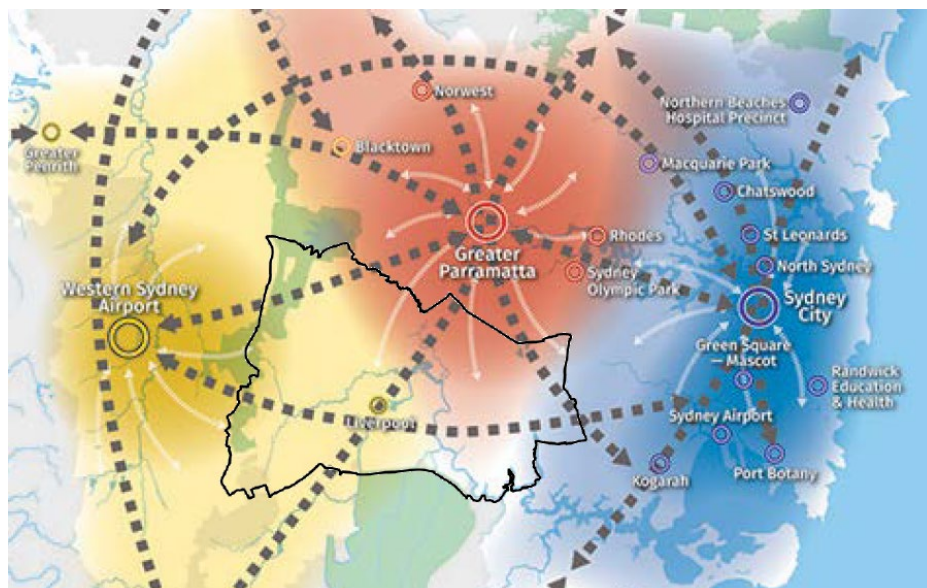 Norwest
Northern Beaches
Hospital Precinct
Greater
Penrith
Blacktown
Macquarie Park
Chatswood
Rhodes
St Leonards
Greater
Parramatta
Sydney
Olympic Park
North Sydney
Western Sydney
Airport
Sydney
City
Green Square
— Mascot
Randwick
Education
& Health
Liverpool
Sydney Airport
Kogarah
Port Botany